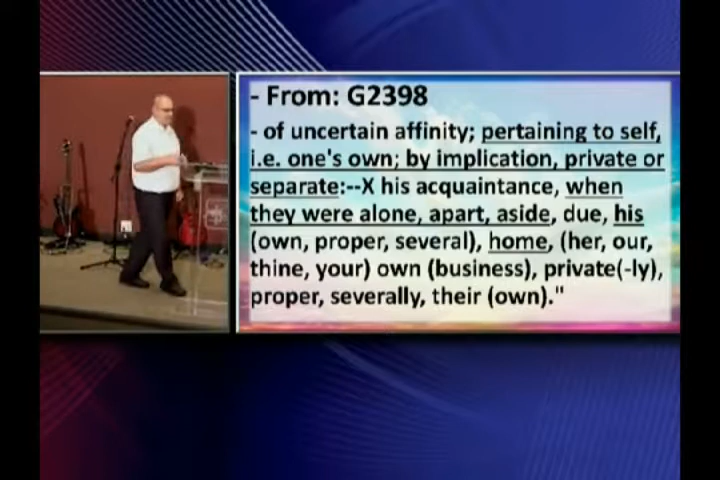 - From: G2398
- of uncertain affinity; pertaining to self,
i.e. one's own; by implication, private or
separate:--X his acquaintance, when
they were alone, apart, aside, due, his
(own, proper, several), home, (her, our,
thine, your) own (business), private(-ly),
proper, severally, their (own)."